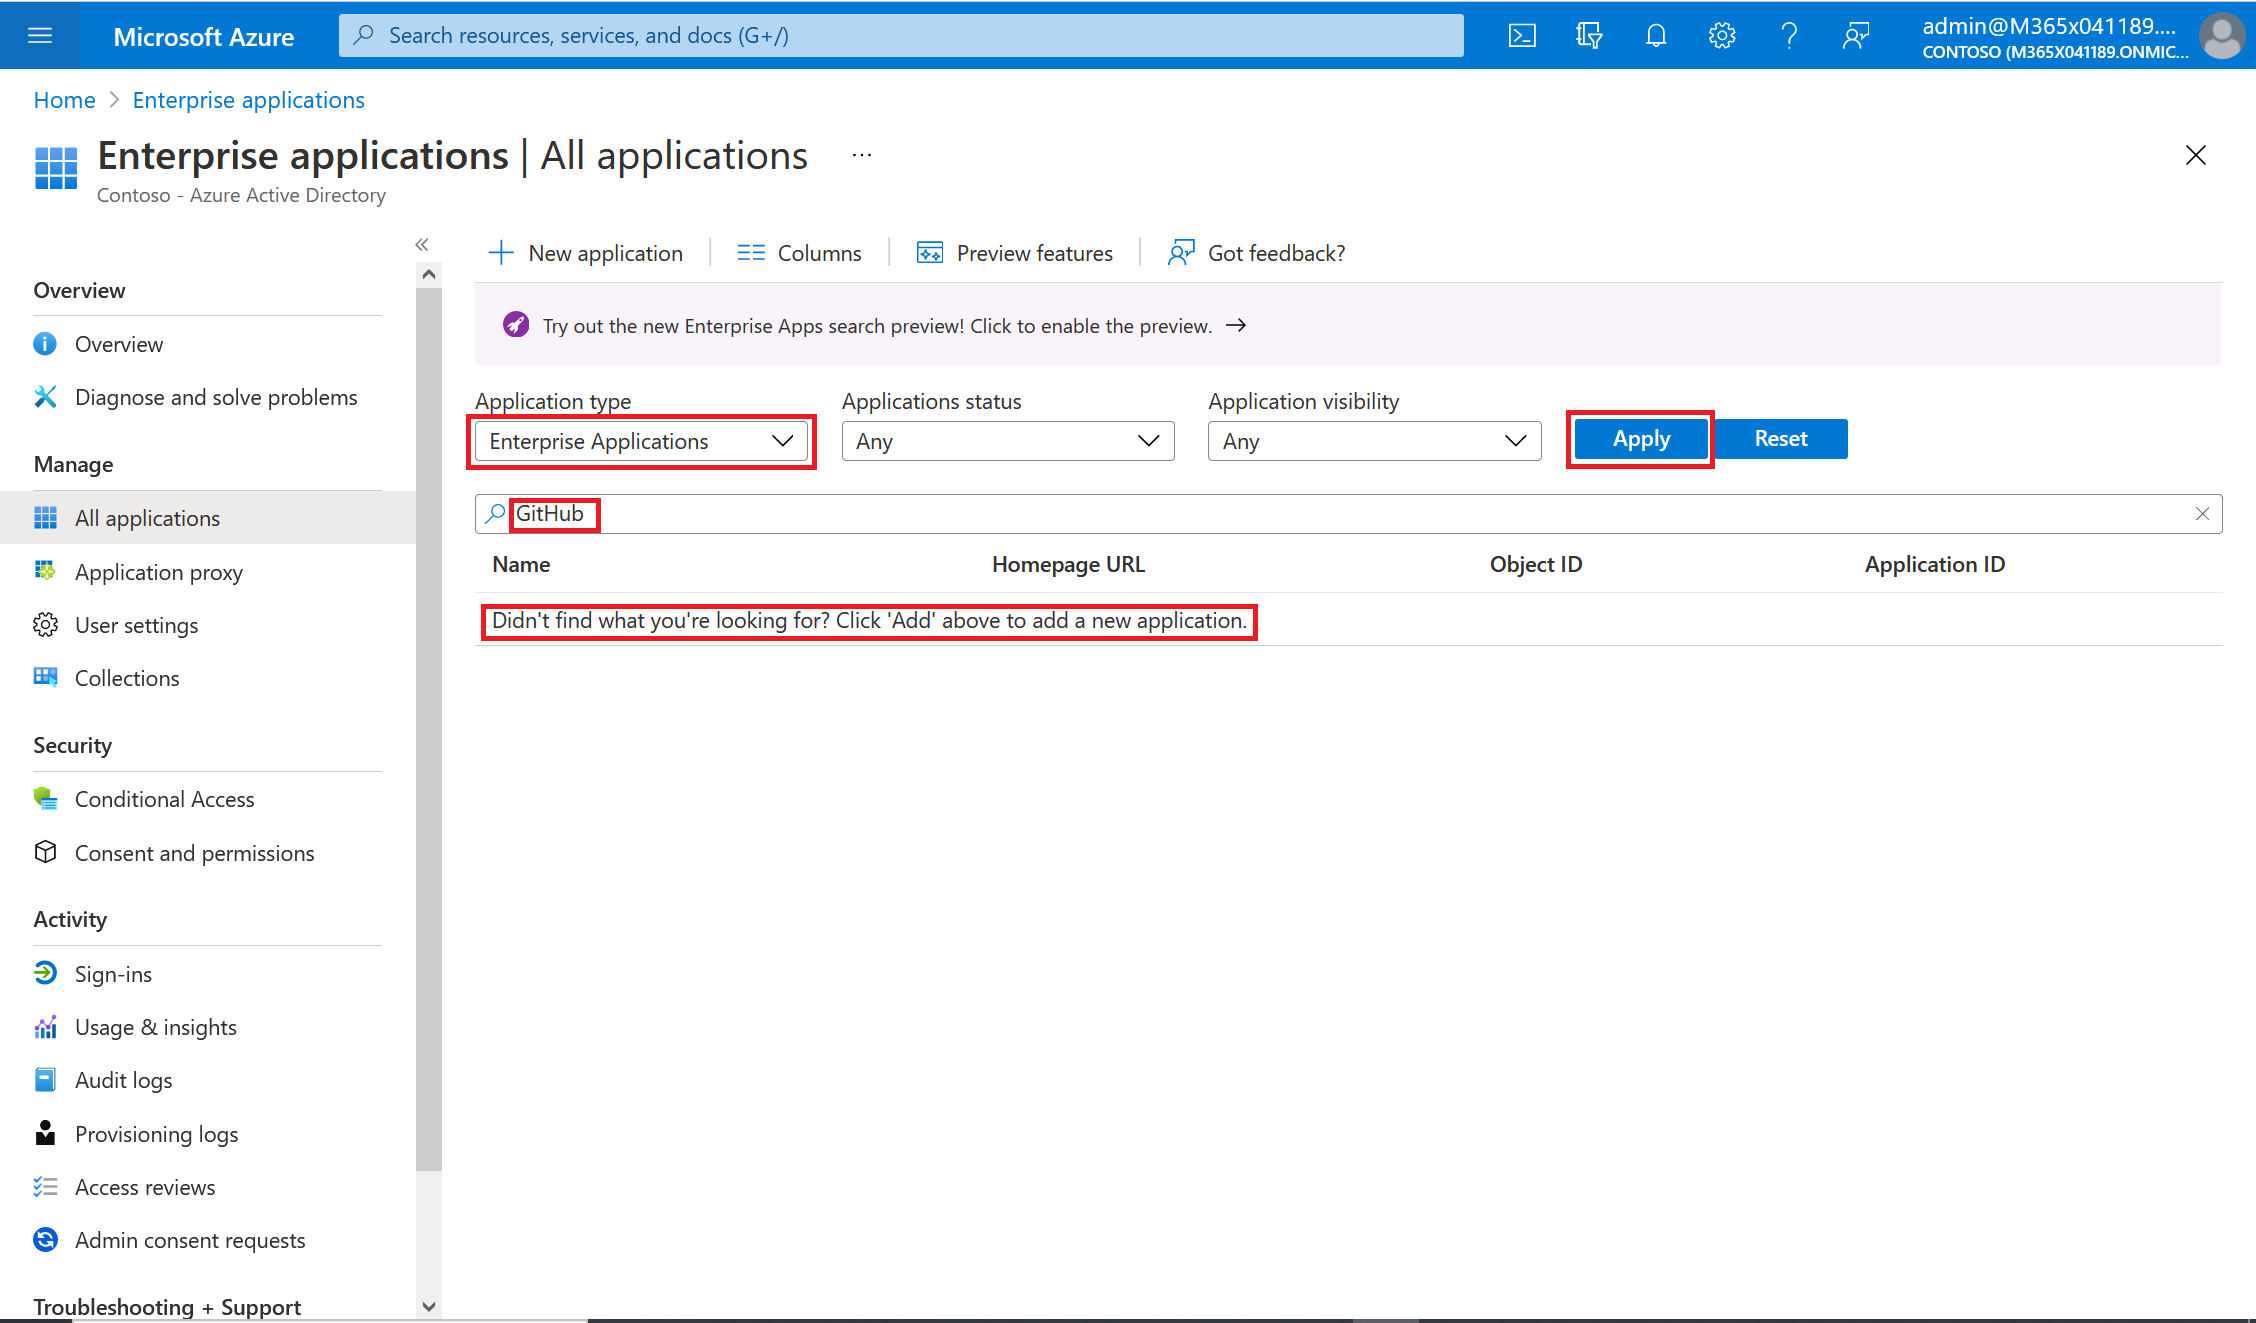 Microsoft Azure
Search resources, services, and docs (G+/)
admin@M365x041189....
CONTOSO (M365X041189.ONMIC...
Home > Enterprise applications
Enterprise applications | All applications ...
Contoso - Azure Active Directory
Overview
Overview
Diagnose and solve problems
Manage
All applications
Application proxy
User settings
Collections
Security
Conditional Access
Consent and permissions
Activity
Sign-ins
Usage & insights
Audit logs
Provisioning logs
Access reviews
Admin consent requests
Troubleshooting + Support
New application
Columns
Preview features
Got feedback?
Try out the new Enterprise Apps search preview! Click to enable the preview. →
Application type
Enterprise Applications
Applications status
Any
Application visibility
Any
Apply
Reset
GitHub
Name
Homepage URL
Object ID
Application ID
Didn't find what you're looking for? Click 'Add' above to add a new application.